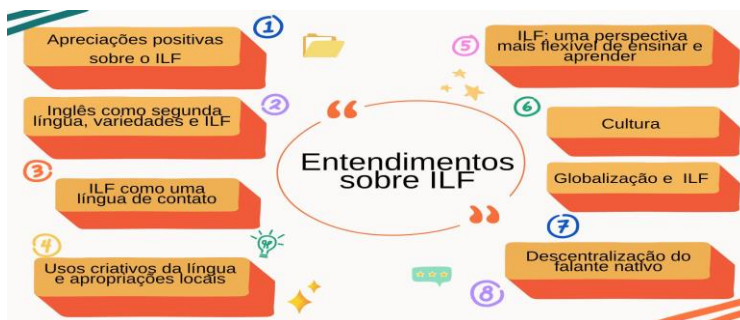 1
Apreciações positivas
sobre o ILF
2
Inglês como segunda
língua, variedades e ILF
3
ILF como uma
língua de contato
4
Usos criativos da língua
e apropriações locais
“
Entendimentos
sobre ILF
”
5
ILF: uma perspectiva
mais flexível de ensinar e
aprender
6
Cultura
Globalização e ILF
7
Descentralização do
falante nativo
8